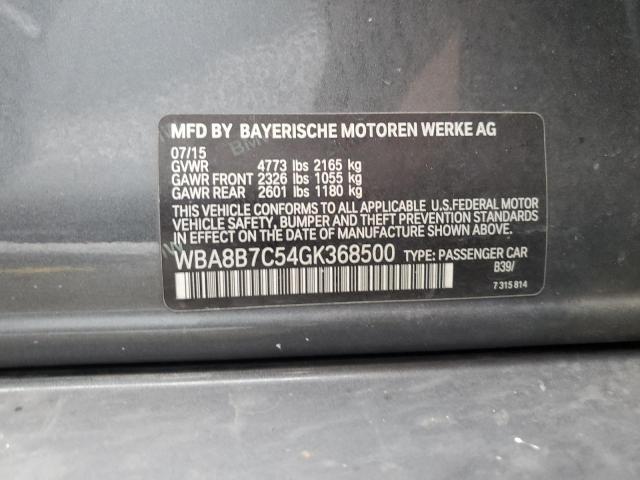 MFD BY BAYERISCHE MOTOREN WERKE AG
07/15
GVWR 4773 lbs 2165 kg
GAWR FRONT 2326 lbs 1055 kg
GAWR REAR 2601 lbs 1180 kg
THIS VEHICLE CONFORMS TO ALL APPLICABLE U.S.FEDERAL MOTOR
VEHICLE SAFETY, BUMPER AND THEFT PREVENTION STANDARDS
IN EFFECT ON THE DATE OF MANUFACTURE SHOWN ABOVE.
WBA8B7C54GK368500 TYPE: PASSENGER CAR
B39/
7 315 814